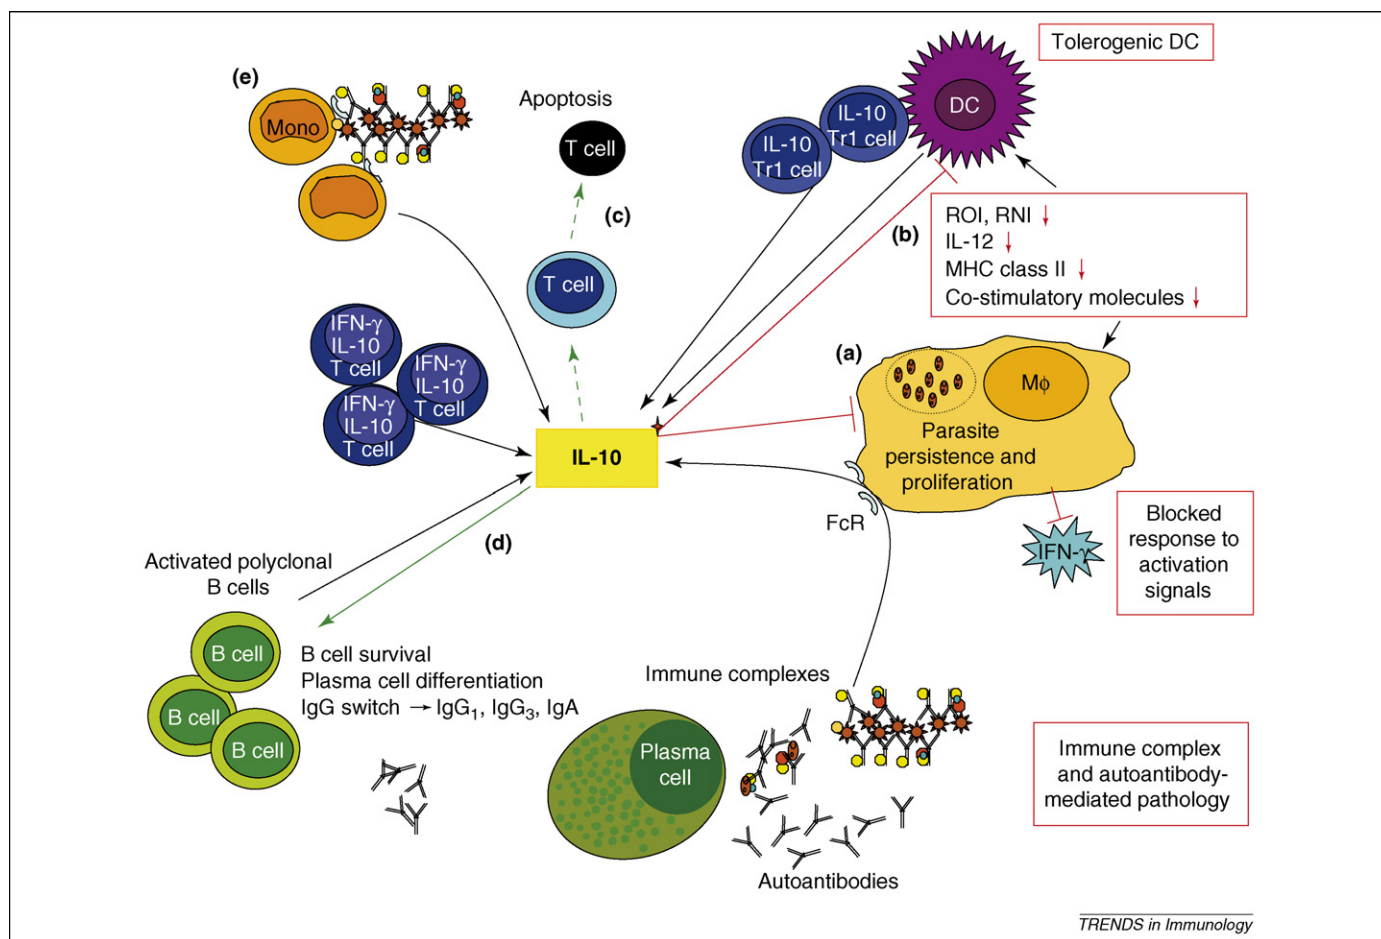 (e)
Mono
Apoptosis
T cell
(c)
T cell
IL-10
Tr1 cell
IL-10
Tr1 cell
DC
Tolerogenic DC
(b)
ROI, RNI ↓
IL-12 ↓
MHC class II ↓
Co-stimulatory molecules ↓
IFN-γ
IL-10
T cell
IFN-γ
IL-10
T cell
IFN-γ
IL-10
T cell
IL-10
(a)
Mϕ
Parasite
persistence and
proliferation
FcR
IFN-γ
Blocked
response to
activation
signals
(d)
Activated polyclonal
B cells
B cell
B cell
B cell
B cell survival
Plasma cell differentiation
IgG switch → IgG₁, IgG₃, IgA
Immune complexes
Plasma
cell
Autoantibodies
Immune complex
and autoantibody-
mediated pathology
TRENDS in Immunology